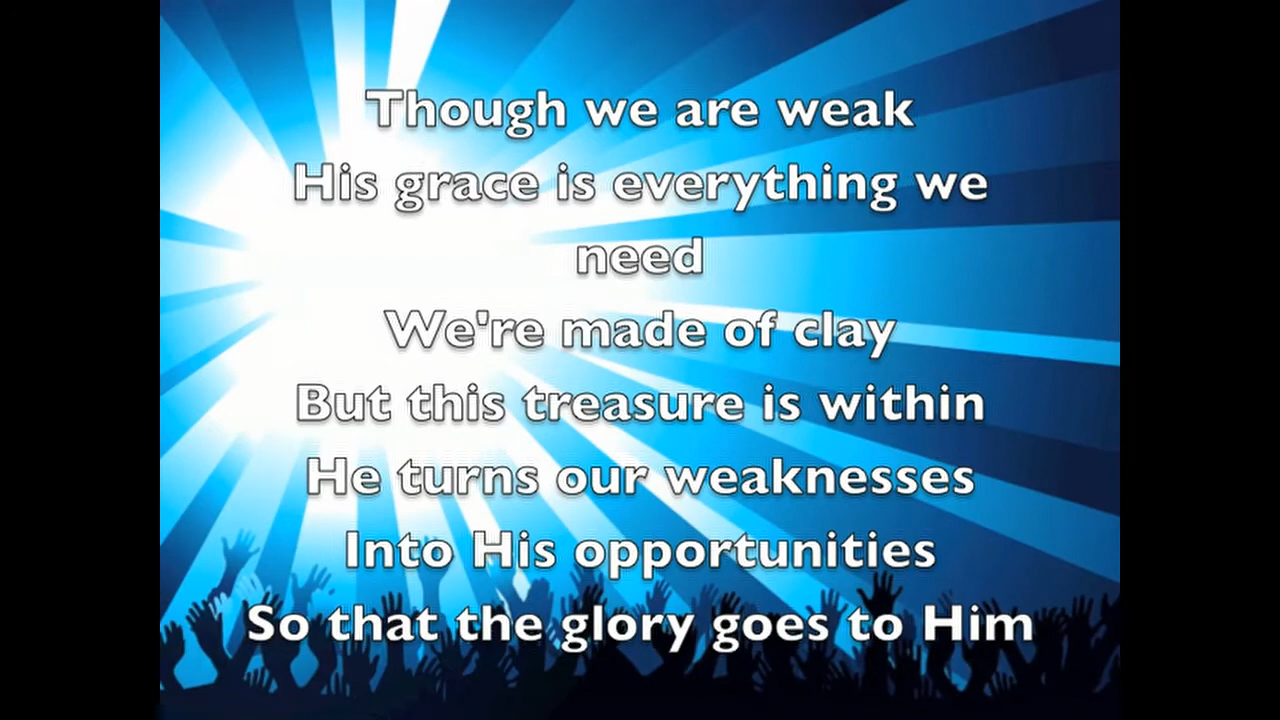 Though we are weak
His grace is everything we
need
We're made of clay
But this treasure is within
He turns our weaknesses
Into His opportunities
So that the glory goes to Him